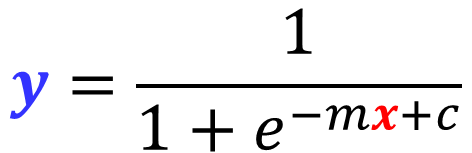 y = 1 / (1 + e^(−mx+c))